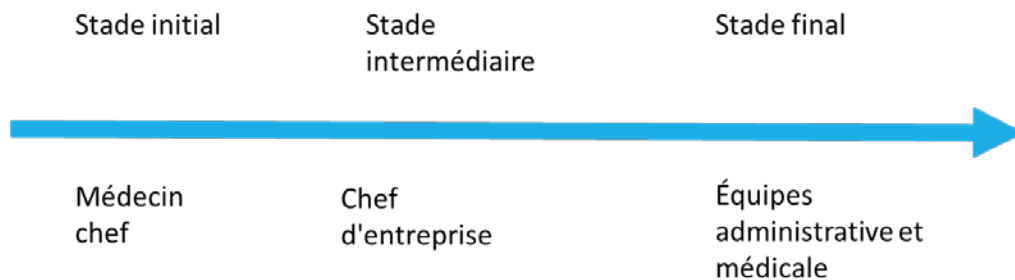 Stade initial
Stade
intermédiaire
Stade final
Médecin
chef
Chef
d'entreprise
Équipes
administrative et
médicale